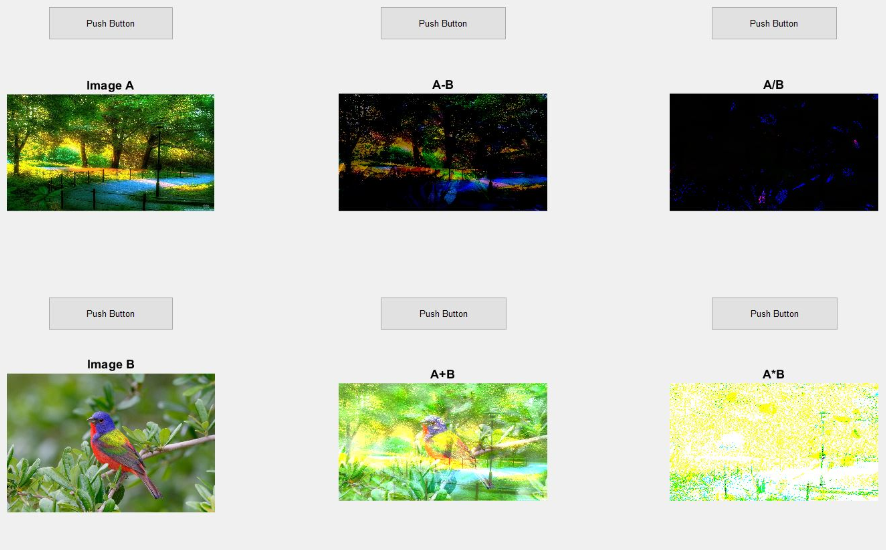 Push Button
Push Button
Push Button
Image A
A-B
A/B
Push Button
Push Button
Push Button
Image B
A+B
A*B